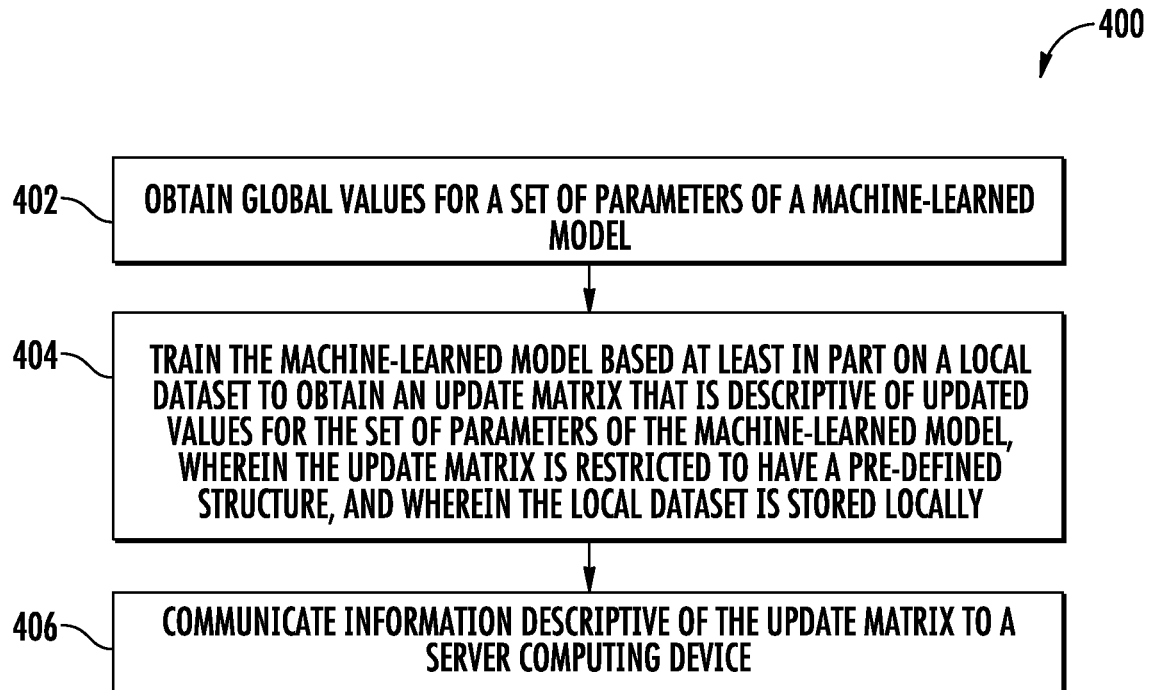 400
402
OBTAIN GLOBAL VALUES FOR A SET OF PARAMETERS OF A MACHINE-LEARNED
MODEL
404
TRAIN THE MACHINE-LEARNED MODEL BASED AT LEAST IN PART ON A LOCAL
DATASET TO OBTAIN AN UPDATE MATRIX THAT IS DESCRIPTIVE OF UPDATED
VALUES FOR THE SET OF PARAMETERS OF THE MACHINE-LEARNED MODEL,
WHEREIN THE UPDATE MATRIX IS RESTRICTED TO HAVE A PRE-DEFINED
STRUCTURE, AND WHEREIN THE LOCAL DATASET IS STORED LOCALLY
406
COMMUNICATE INFORMATION DESCRIPTIVE OF THE UPDATE MATRIX TO A
SERVER COMPUTING DEVICE